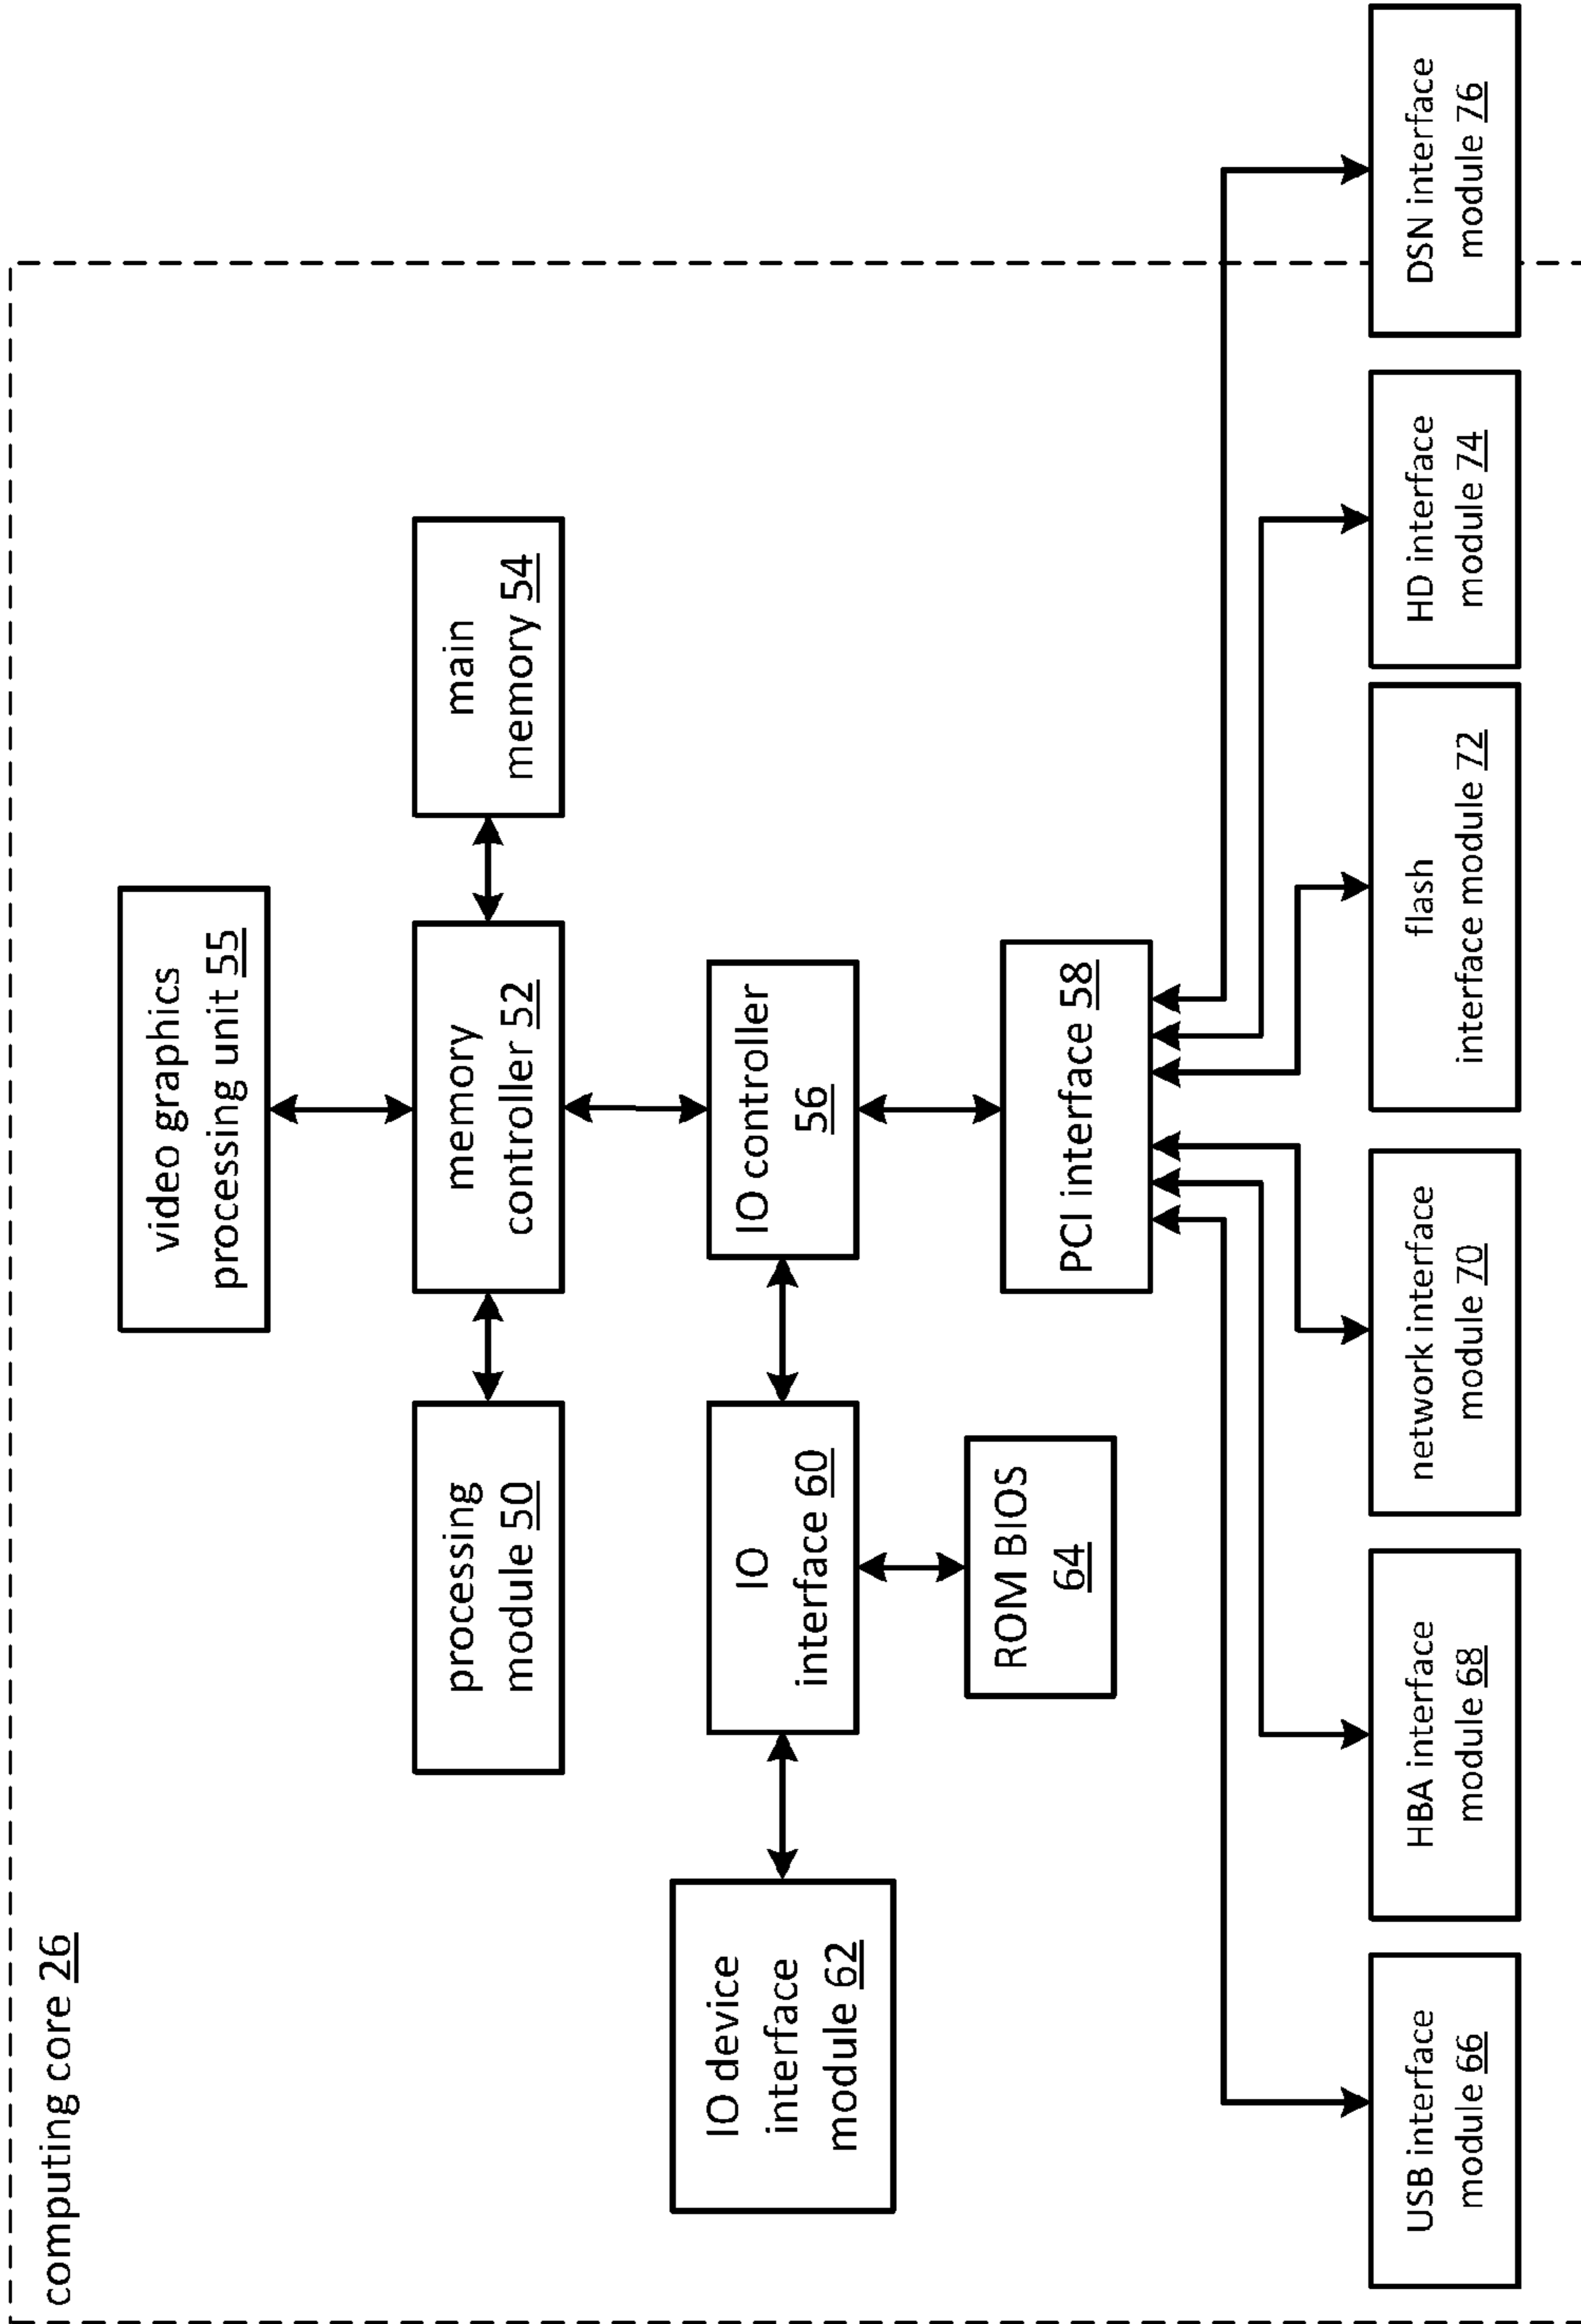 computing core 26
video graphics
processing unit 55
processing
module 50
memory
controller 52
main
memory 54
IO device
interface
module 62
IO
interface 60
IO controller
56
ROM BIOS
64
PCI interface 58
USB interface
module 66
HBA interface
module 68
network interface
module 70
flash
interface module 72
HD interface
module 74
DSN interface
module 76